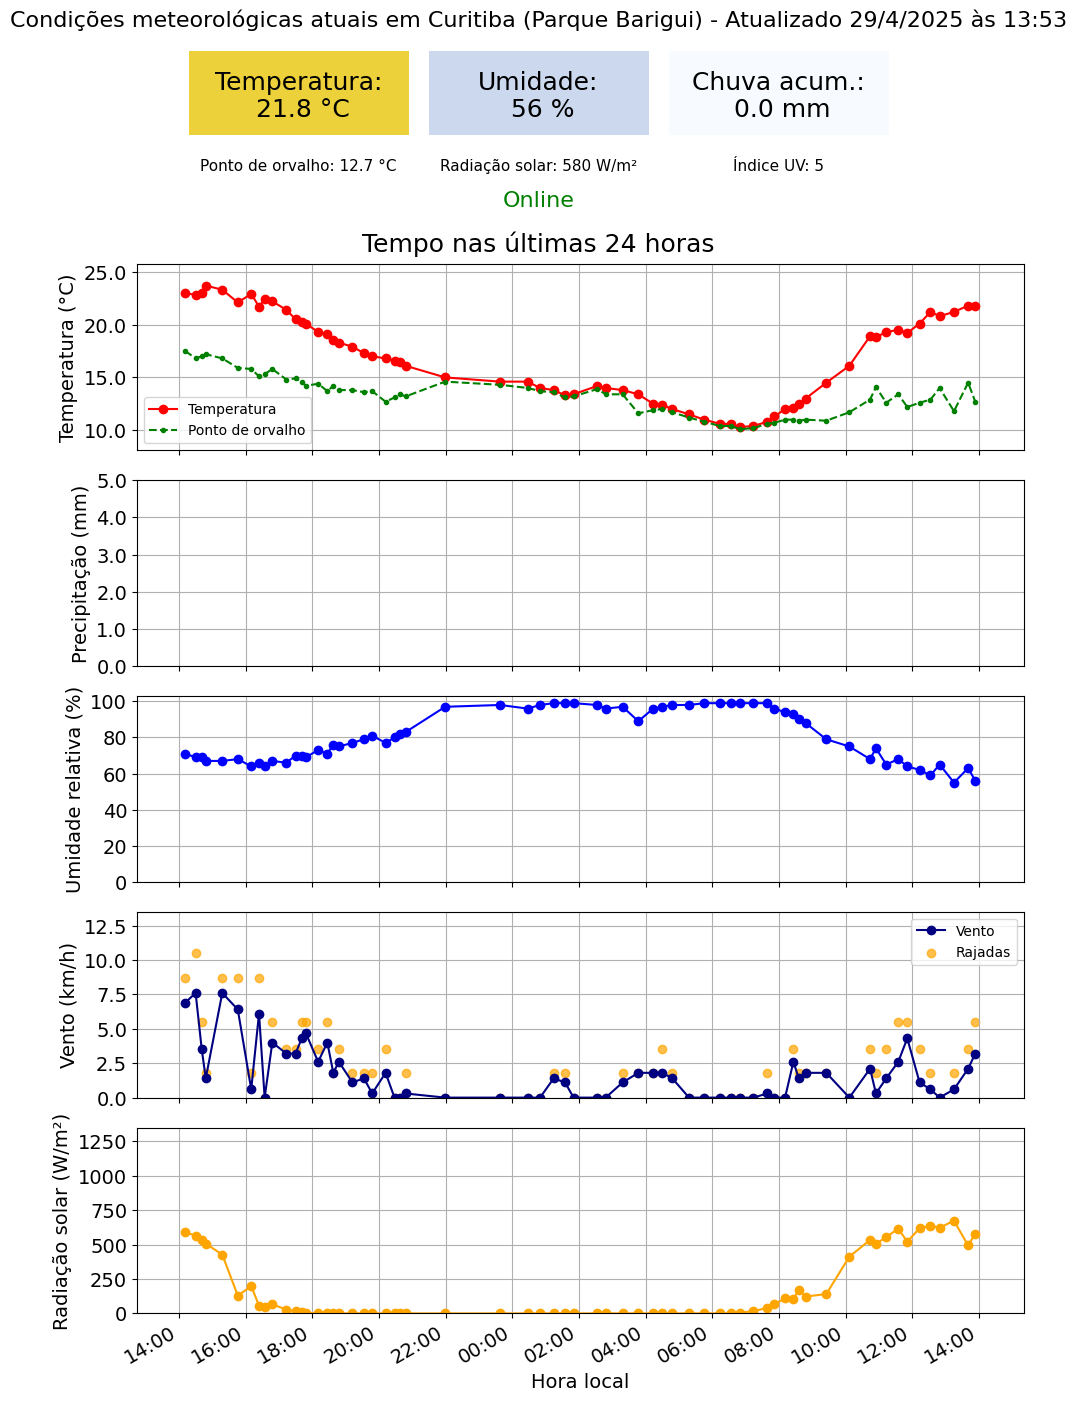 Condições meteorológicas atuais em Curitiba (Parque Barigui) - Atualizado 29/4/2025 às 13:53
Temperatura:
21.8 °C
Umidade:
56 %
Chuva acum.:
0.0 mm
Ponto de orvalho: 12.7 °C
Radiação solar: 580 W/m²
Índice UV: 5
Online
Tempo nas últimas 24 horas
Temperatura (°C)
25.0
20.0
15.0
10.0
Temperatura
Ponto de orvalho
Precipitação (mm)
5.0
4.0
3.0
2.0
1.0
0.0
Umidade relativa (%)
100
80
60
40
20
0
Vento (km/h)
12.5
10.0
7.5
5.0
2.5
0.0
Vento
Rajadas
Radiação solar (W/m²)
1250
1000
750
500
250
0
14:00
16:00
18:00
20:00
22:00
00:00
02:00
04:00
06:00
08:00
10:00
12:00
14:00
Hora local